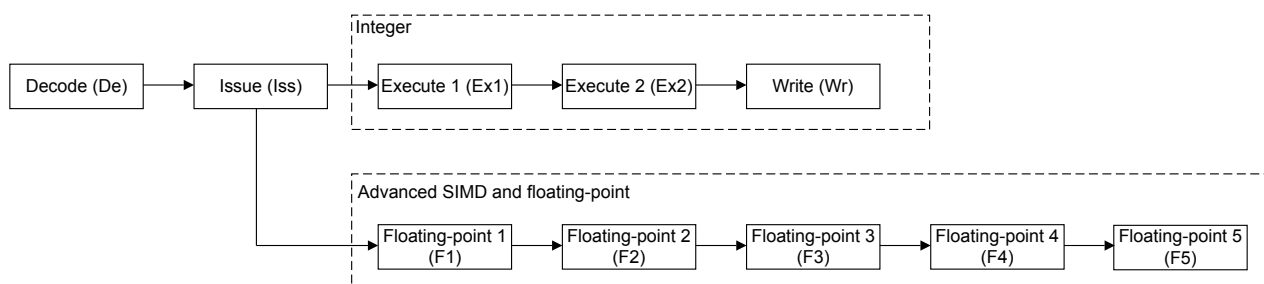 Integer
Decode (De)
Issue (Iss)
Execute 1 (Ex1)
Execute 2 (Ex2)
Write (Wr)
Advanced SIMD and floating-point
Floating-point 1
(F1)
Floating-point 2
(F2)
Floating-point 3
(F3)
Floating-point 4
(F4)
Floating-point 5
(F5)